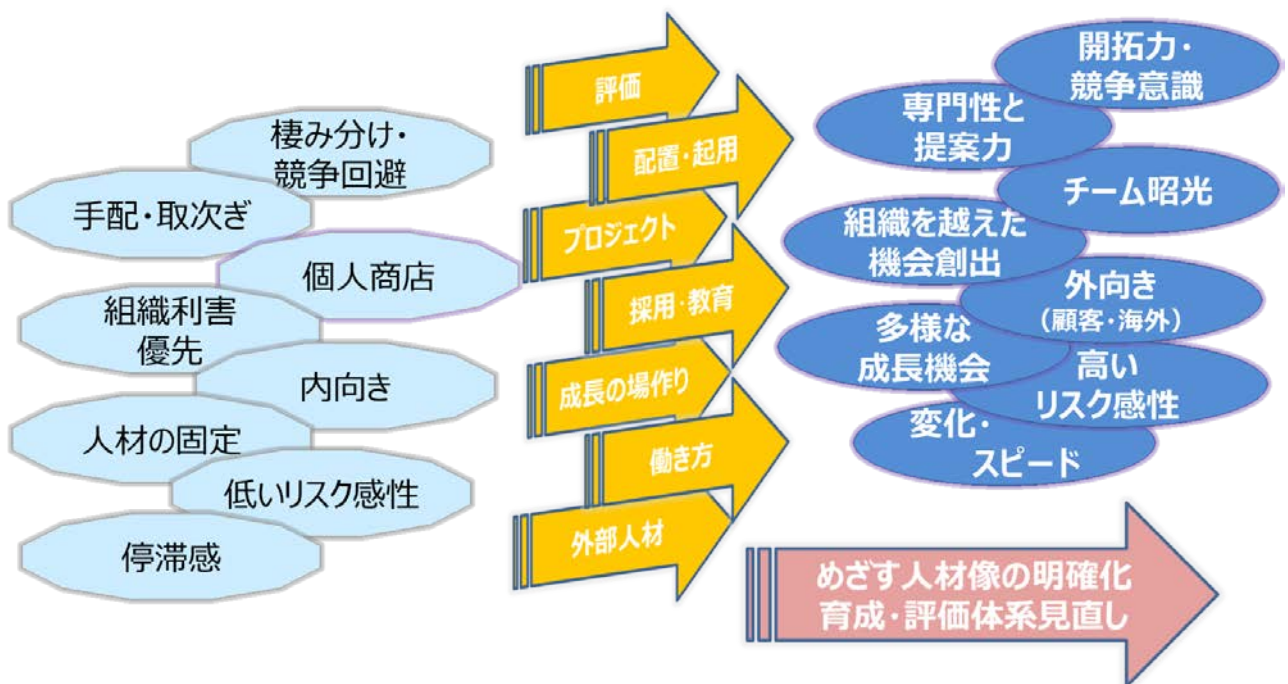 棲み分け・
競争回避
手配・取次ぎ
個人商店
組織利害
優先
内向き
人材の固定
低いリスク感性
停滞感
評価
配置・起用
プロジェクト
採用・教育
成長の場作り
働き方
外部人材
開拓力・
競争意識
専門性と
提案力
チーム昭光
組織を越えた
機会創出
外向き
（顧客・海外）
多様な
成長機会
高い
リスク感性
変化・
スピード
めざす人材像の明確化
育成・評価体系見直し